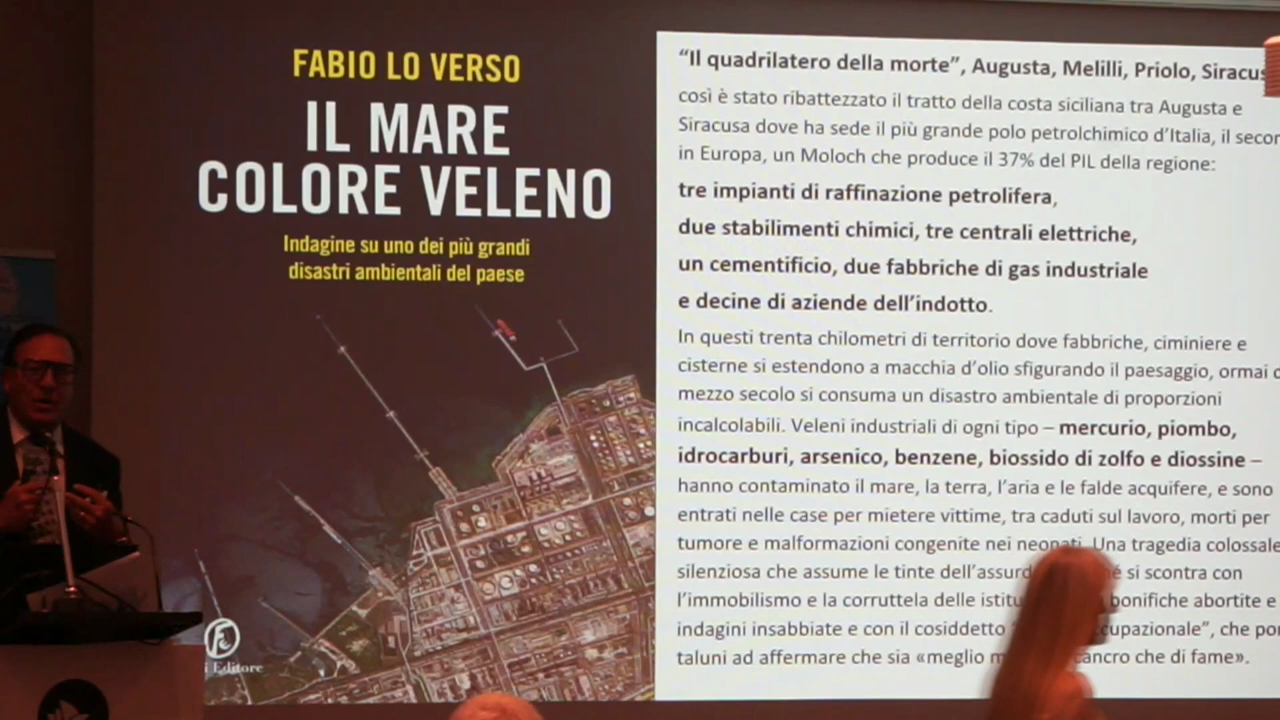 FABIO LO VERSO
IL MARE
COLORE VELENO
Indagine su uno dei più grandi
disastri ambientali del paese
Editore
“Il quadrilatero della morte”, Augusta, Melilli, Priolo, Siracus
così è stato ribattezzato il tratto della costa siciliana tra Augusta e
Siracusa dove ha sede il più grande polo petrolchimico d’Italia, il secon
in Europa, un Moloch che produce il 37% del PIL della regione:
tre impianti di raffinazione petrolifera,
due stabilimenti chimici, tre centrali elettriche,
un cementificio, due fabbriche di gas industriale
e decine di aziende dell’indotto.
In questi trenta chilometri di territorio dove fabbriche, ciminiere e
cisterne si estendono a macchia d’olio sfigurando il paesaggio, ormai d
mezzo secolo si consuma un disastro ambientale di proporzioni
incalcolabili. Veleni industriali di ogni tipo – mercurio, piombo,
idrocarburi, arsenico, benzene, biossido di zolfo e diossine –
hanno contaminato il mare, la terra, l’aria e le falde acquifere, e sono
entrati nelle case per mietere vittime, tra caduti sul lavoro, morti per
tumore e malformazioni congenite nei neonati. Una tragedia colossale
silenziosa che assume le tinte dell’assurd é si scontra con
l’immobilismo e la corruttela delle istitu bonifiche abortite e
indagini insabbiate e con il cosiddetto cupazionale”, che por
taluni ad affermare che sia «meglio m cancro che di fame».